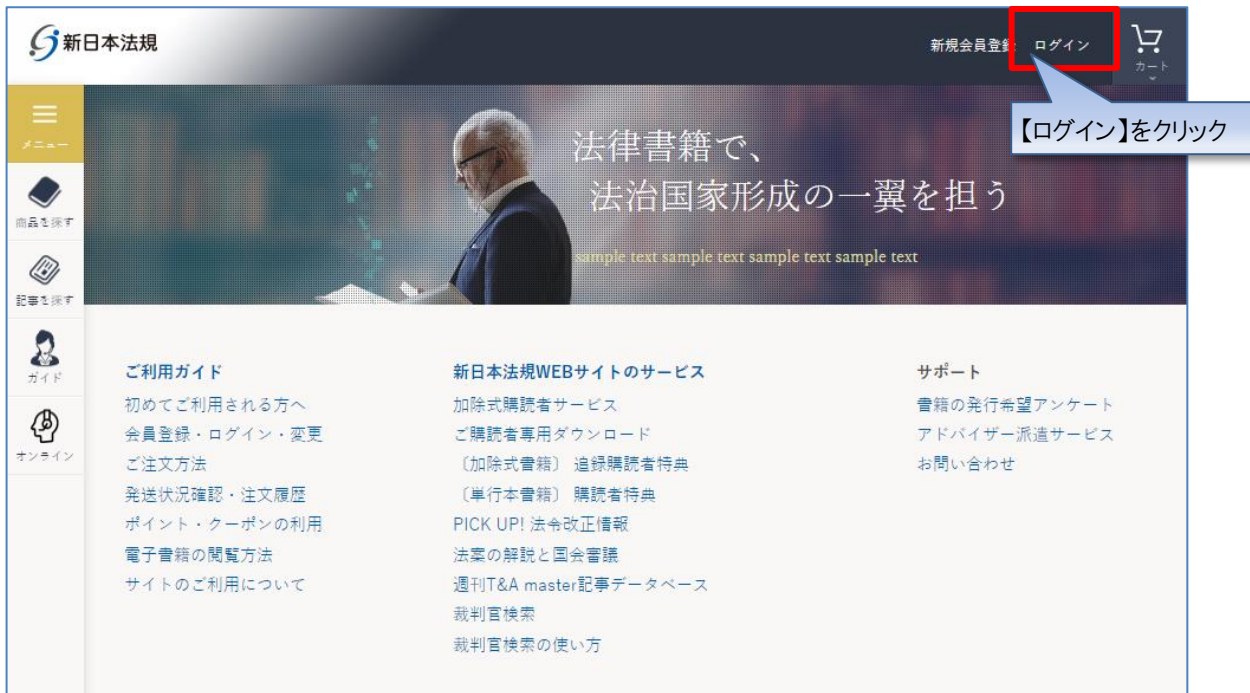 新日本法規
新規会員登録 ログイン
カート
【ログイン】をクリック
メニュー
商品を探す
記事を探す
ガイド
オンライン
法律書籍で、
法治国家形成の一翼を担う
sample text sample text sample text sample text
ご利用ガイド
初めてご利用される方へ
会員登録・ログイン・変更
ご注文方法
発送状況確認・注文履歴
ポイント・クーポンの利用
電子書籍の閲覧方法
サイトのご利用について
新日本法規WEBサイトのサービス
加除式購読者サービス
ご購読者専用ダウンロード
〔加除式書籍〕 追録購読者特典
〔単行本書籍〕 購読者特典
PICK UP! 法令改正情報
法案の解説と国会審議
週刊T&A master記事データベース
裁判官検索
裁判官検索の使い方
サポート
書籍の発行希望アンケート
アドバイザー派遣サービス
お問い合わせ